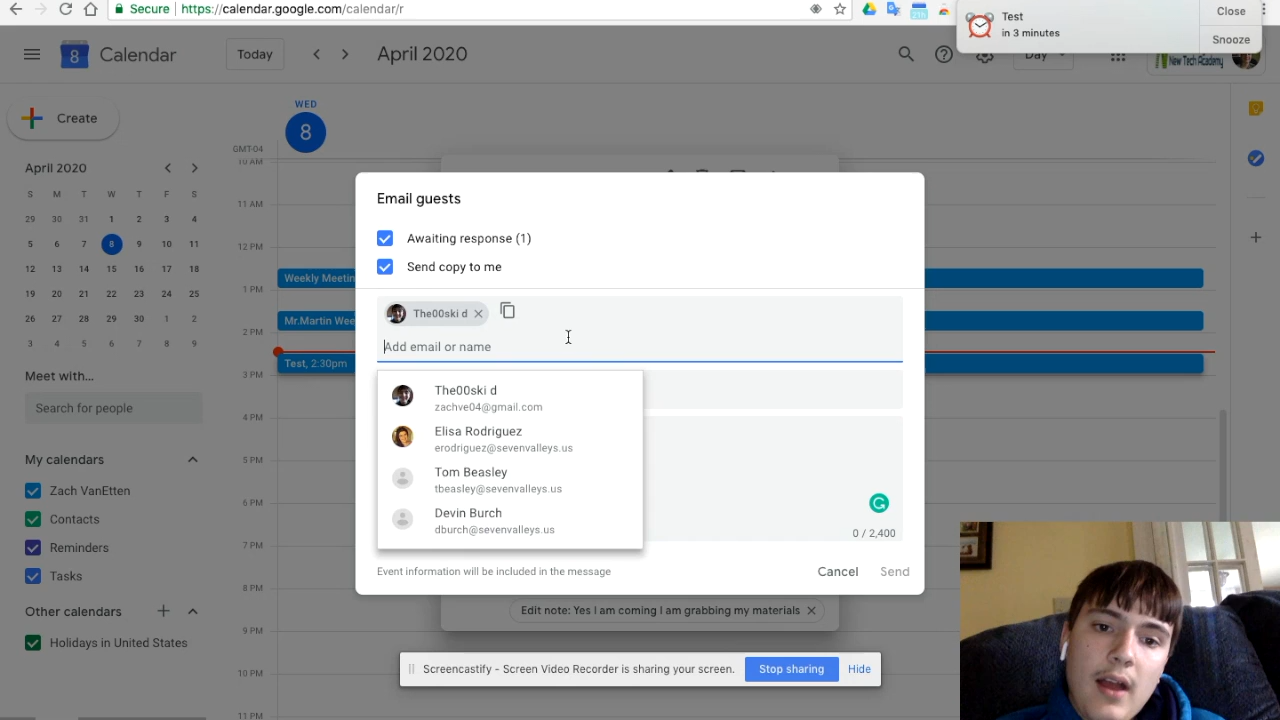 Secure
https://calendar.google.com/calendar/r
Test
in 3 minutes
Close
Snooze
8
Calendar
Today
April 2020
Day
New Tech Academy
Create
WED
8
GMT-04
10 AM
11 AM
12 PM
1 PM
2 PM
3 PM
4 PM
5 PM
6 PM
7 PM
8 PM
9 PM
10 PM
11 PM
April 2020
S M T W T F S
29 30 31 1 2 3 4
5 6 7 8 9 10 11
12 13 14 15 16 17 18
19 20 21 22 23 24 25
26 27 28 29 30 1 2
3 4 5 6 7 8 9
Meet with...
Search for people
My calendars
Zach VanEtten
Contacts
Reminders
Tasks
Other calendars
Holidays in United States
Weekly Meetin
Mr.Martin Wee
Test, 2:30pm
Email guests
Awaiting response (1)
Send copy to me
The00ski d
Add email or name
The00ski d
zachve04@gmail.com
Elisa Rodriguez
erodriguez@sevenvalleys.us
Tom Beasley
tbeasley@sevenvalleys.us
Devin Burch
dburch@sevenvalleys.us
0 / 2,400
Event information will be included in the message
Cancel
Send
Edit note: Yes I am coming I am grabbing my materials
Screencastify - Screen Video Recorder is sharing your screen.
Stop sharing
Hide